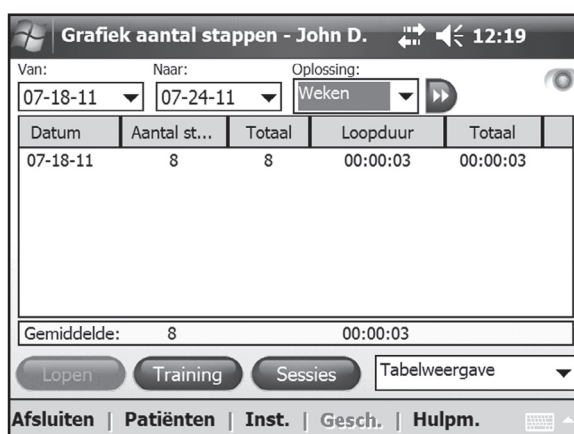 Grafiek aantal stappen - John D. 12:19
Van: Naar: Oplossing:
07-18-11 07-24-11 Weken
Datum Aantal st... Totaal Loopduur Totaal
07-18-11 8 8 00:00:03 00:00:03
Gemiddelde: 8 00:00:03
Lopen Training Sessies Tabelweergave
Afsluiten | Patiënten | Inst. | Gesch. | Hulpm.